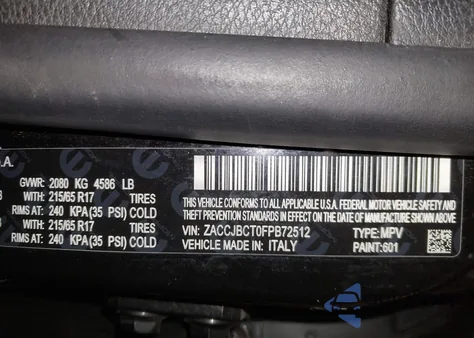 .A.
GVWR: 2080 KG 4586 LB
WITH: 215/65 R17 TIRES
RIMS AT: 240 KPA(35 PSI) COLD
WITH: 215/65 R17 TIRES
RIMS AT: 240 KPA(35 PSI) COLD
THIS VEHICLE CONFORMS TO ALL APPLICABLE U.S.A. FEDERAL MOTOR VEHICLE SAFETY AND
THEFT PREVENTION STANDARDS IN EFFECT ON THE DATE OF MANUFACTURE SHOWN ABOVE.
VIN: ZACCJBCT0FPB72512 TYPE: MPV
VEHICLE MADE IN: ITALY PAINT: 601